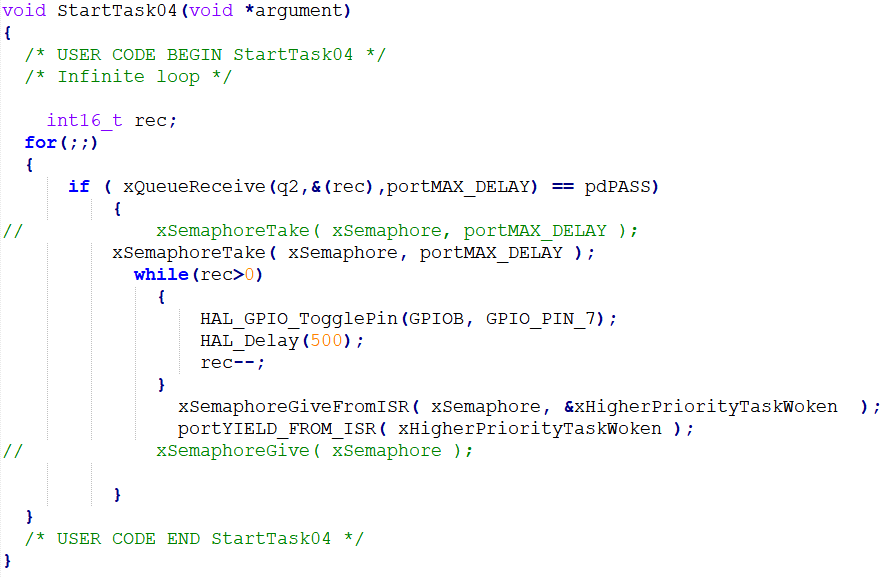 void StartTask04(void *argument)
{
/* USER CODE BEGIN StartTask04 */
/* Infinite loop */
int16_t rec;
for(;;)
{
if ( xQueueReceive(q2,&(rec),portMAX_DELAY) == pdPASS)
{
// xSemaphoreTake( xSemaphore, portMAX_DELAY );
xSemaphoreTake( xSemaphore, portMAX_DELAY );
while(rec>0)
{
HAL_GPIO_TogglePin(GPIOB, GPIO_PIN_7);
HAL_Delay(500);
rec--;
}
xSemaphoreGiveFromISR( xSemaphore, &xHigherPriorityTaskWoken );
portYIELD_FROM_ISR( xHigherPriorityTaskWoken );
// xSemaphoreGive( xSemaphore );
}
}
/* USER CODE END StartTask04 */
}